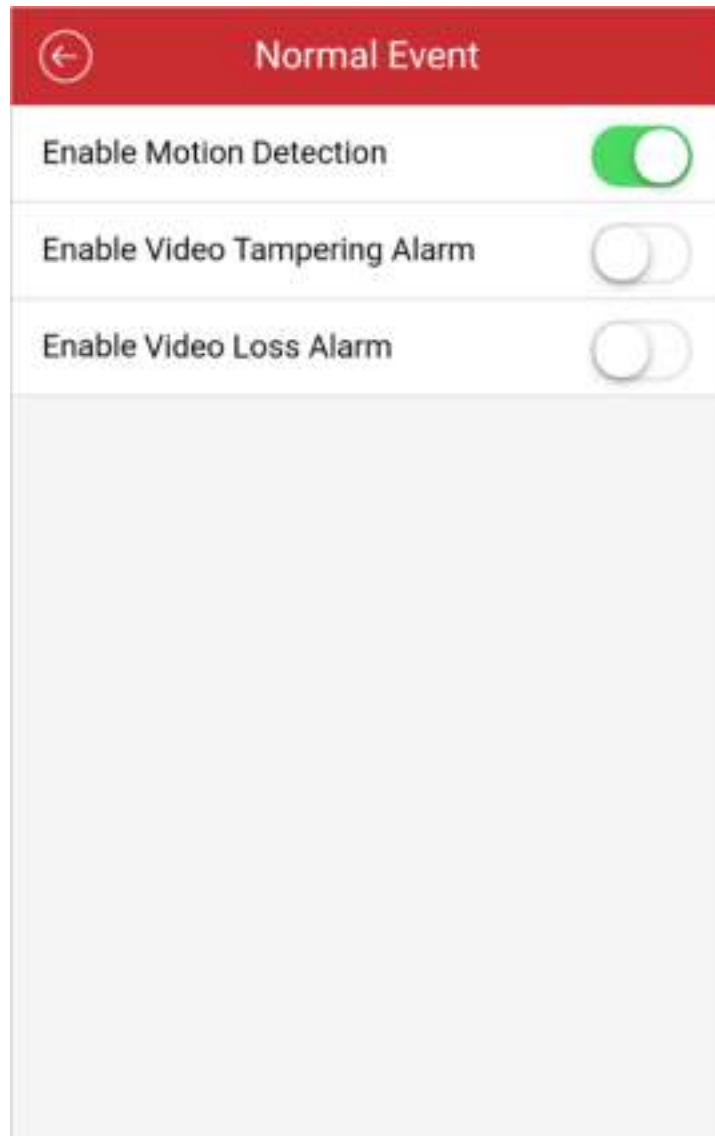 Normal Event
Enable Motion Detection
Enable Video Tampering Alarm
Enable Video Loss Alarm